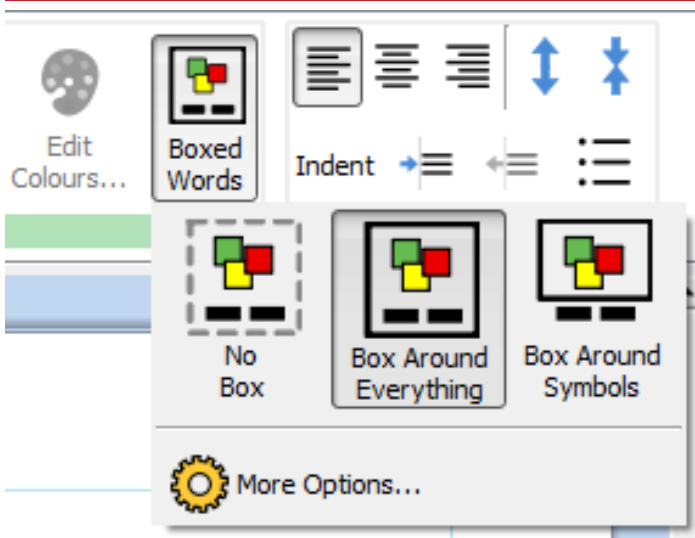 Edit
Colours...
Boxed
Words
Indent
No
Box
Box Around
Everything
Box Around
Symbols
More Options...